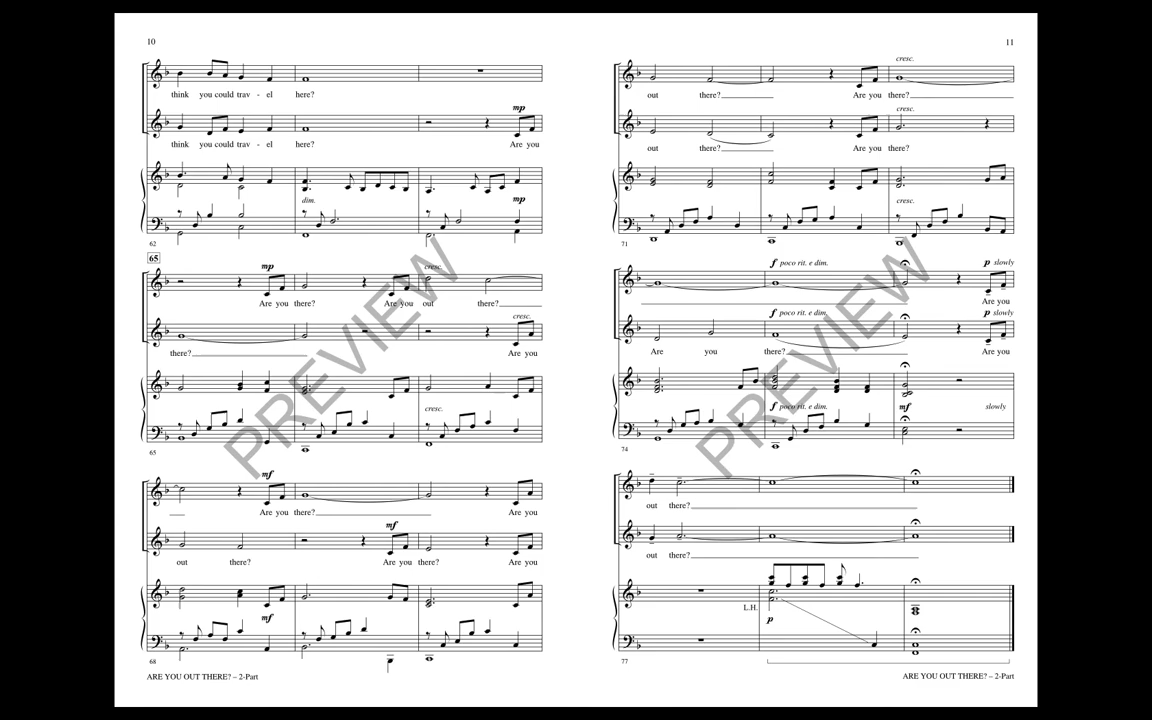 10
think you could trav - el here?
mp
think you could trav - el here? Are you
dim. mp
62
65
mp cresc.
Are you there? Are you out there?
cresc.
there? Are you
cresc.
65
mf
Are you there? Are you
mf
out there? Are you there? Are you
mf
68
ARE YOU OUT THERE? – 2-Part
PREVIEW
11
cresc.
out there? Are you there?
cresc.
out there? Are you there?
cresc.
71
f poco rit. e dim. p slowly
Are you
f poco rit. e dim. p slowly
Are you there? Are you
f poco rit. e dim. mf slowly
74
out there?
out there?
L.H.
p
77
ARE YOU OUT THERE? – 2-Part
PREVIEW